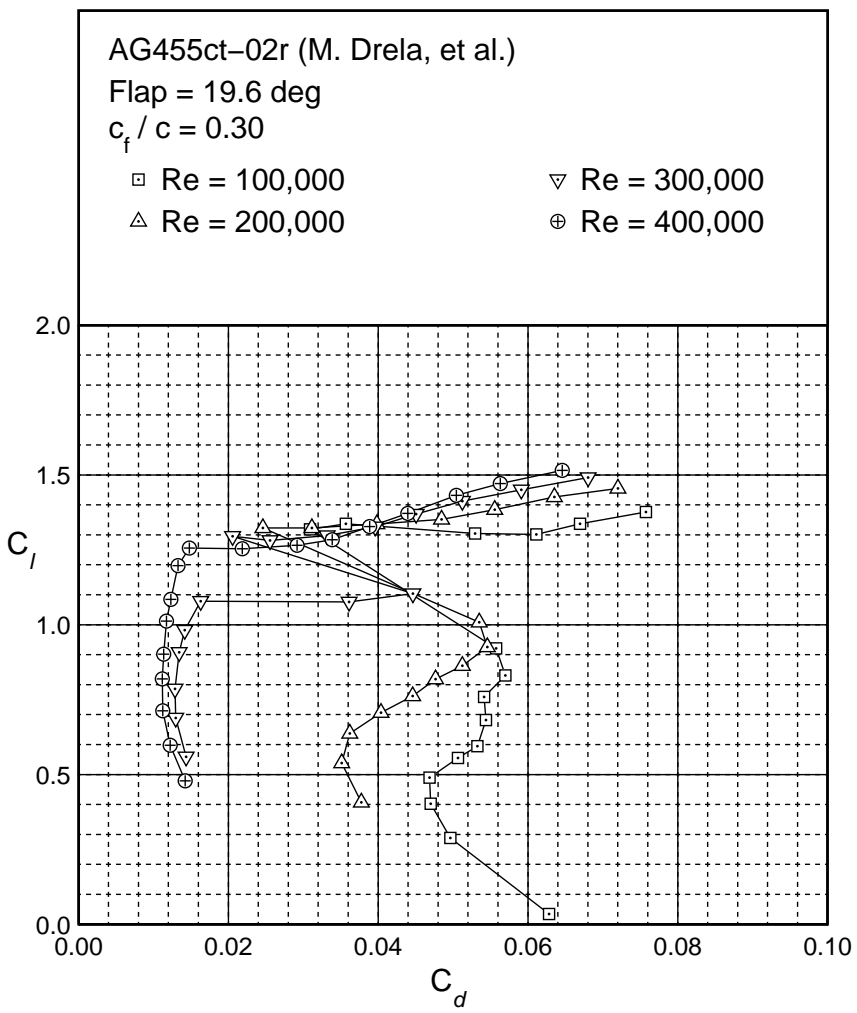 AG455ct−02r (M. Drela, et al.)
Flap = 19.6 deg
c_f / c = 0.30
Re = 100,000
Re = 300,000
Re = 200,000
Re = 400,000
2.0
1.5
C_l
1.0
0.5
0.0
0.00 0.02 0.04 0.06 0.08 0.10
C_d